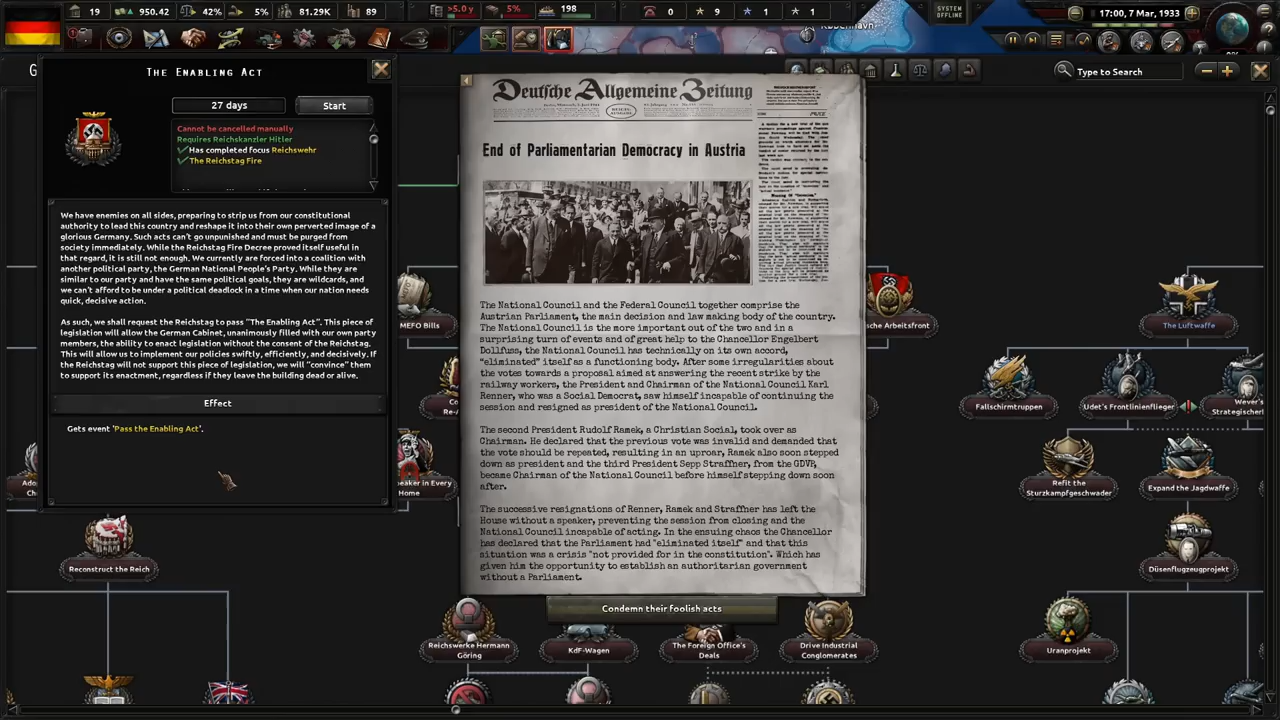 19
950.42
42%
5%
81.29K
89
>5.0 y
5%
198
0
9
1
1
SYSTEM
OFFLINE
17:00, 7 Mar, 1933
København
Type to Search
The Enabling Act
27 days
Start
Cannot be cancelled manually
Requires Reichskanzler Hitler
Has completed focus Reichswehr
The Reichstag Fire
We have enemies on all sides, preparing to strip us from our constitutional
authority and this country and reshape it into their own perverted image of a
glorious Germany. Such acts can't go unpunished and must be purged from
society immediately. While the Reichstag Fire Decree proved itself useful in
that regard, it is still not enough. We currently are forced into a coalition with
another political party, the German National People's Party. While they are
similar to our party and have the same political goals, they are wildcards, and
we can't afford to be under a political deadlock in a time when our nation needs
quick, decisive action.
As such, we shall request the Reichstag to pass "The Enabling Act". This piece of
legislation will allow the German Cabinet, unanimously filled with our own party
members, the ability to enact legislation without the consent of the Reichstag.
This will allow us to implement our policies swiftly, efficiently, and decisively. If
the Reichstag will not support this piece of legislation, we will "convince" them
to support its enactment, regardless if they leave the building dead or alive.
Effect
Gets event 'Pass the Enabling Act'.
Deutsche Allgemeine Zeitung
End of Parliamentarian Democracy in Austria
The National Council and the Federal Council together comprise the
Austrian Parliament, the main decision and law making body of the country.
The National Council is the more important out of the two and in a
surprising turn of events and of great help to the Chancellor Engelbert
Dollfuss, the National Council has technically on its own accord,
"eliminated" itself as a functioning body. After some irregularities about
the votes towards a proposal aimed at answering the recent strike by the
railway workers, the President and Chairman of the National Council Karl
Renner, who was a Social Democrat, saw himself incapable of continuing the
session and resigned as president of the National Council.
The second President Rudolf Ramek, a Christian Social, took over as
Chairman. He declared that the previous vote was invalid and demanded that
the vote should be repeated, resulting in an uproar, Ramek also soon stepped
down as president and the third President Sepp Straffner, from the GDVP,
became Chairman of the National Council before himself stepping down soon
after.
The successive resignations of Renner, Ramek and Straffner has left the
House without a speaker, preventing the session from closing and the
National Council incapable of acting. In the ensuing chaos the Chancellor
has declared that the Parliament had "eliminated itself" and that this
situation was a crisis "not provided for in the constitution". Which has
given him the opportunity to establish an authoritarian government
without a Parliament.
Condemn their foolish acts
MEFO Bills
sche Arbeitsfront
The Luftwaffe
Fallschirmtruppen
Udet's Frontlinienflieger
Wever's
Strategischer
peaker in Every
Home
Refit the
Sturzkampfgeschwader
Expand the Jagdwaffe
Reconstruct the Reich
Düsenflugzeugprojekt
Reichswerke Hermann
Göring
KdF-Wagen
The Foreign Office's
Deals
Drive Industrial
Conglomerates
Uranprojekt